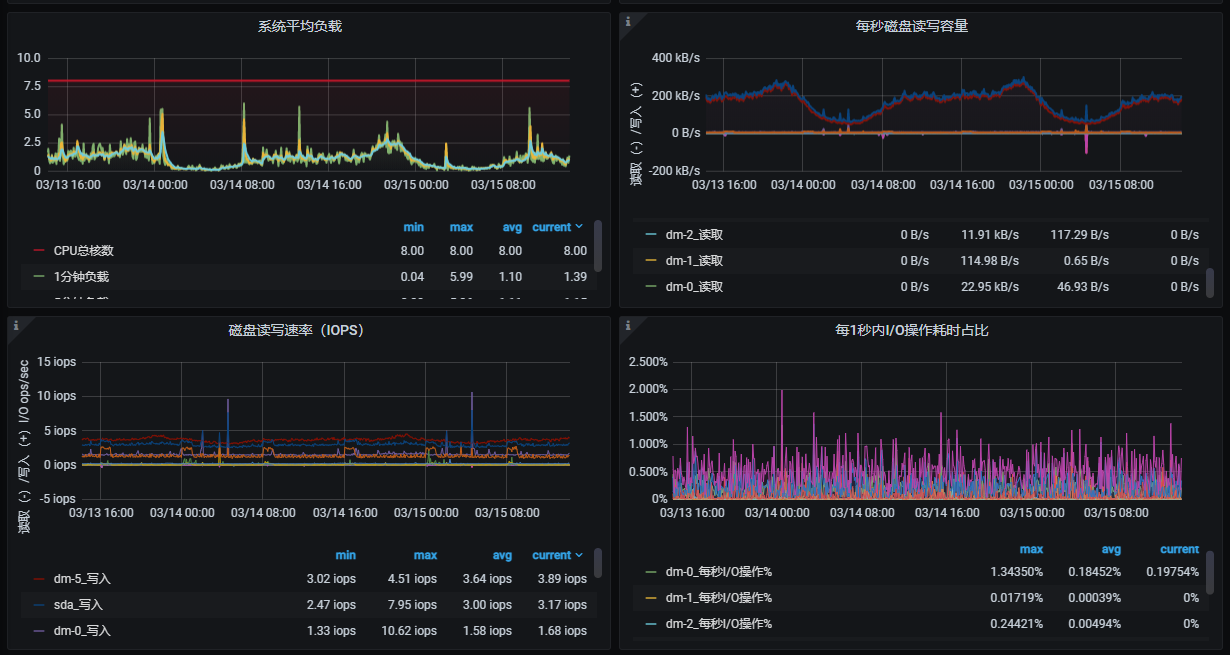 系统平均负载
10.0
7.5
5.0
2.5
0
03/13 16:00 03/14 00:00 03/14 08:00 03/14 16:00 03/15 00:00 03/15 08:00
min max avg current
CPU总核数 8.00 8.00 8.00 8.00
1分钟负载 0.04 5.99 1.10 1.39
每秒磁盘读写容量
读取（-）/写入（+）
400 kB/s
200 kB/s
0 B/s
-200 kB/s
03/13 16:00 03/14 00:00 03/14 08:00 03/14 16:00 03/15 00:00 03/15 08:00
dm-2_读取 0 B/s 11.91 kB/s 117.29 B/s 0 B/s
dm-1_读取 0 B/s 114.98 B/s 0.65 B/s 0 B/s
dm-0_读取 0 B/s 22.95 kB/s 46.93 B/s 0 B/s
磁盘读写速率（IOPS）
读取（-）/写入（+）I/O ops/sec
15 iops
10 iops
5 iops
0 iops
-5 iops
03/13 16:00 03/14 00:00 03/14 08:00 03/14 16:00 03/15 00:00 03/15 08:00
min max avg current
dm-5_写入 3.02 iops 4.51 iops 3.64 iops 3.89 iops
sda_写入 2.47 iops 7.95 iops 3.00 iops 3.17 iops
dm-0_写入 1.33 iops 10.62 iops 1.58 iops 1.68 iops
每1秒内I/O操作耗时占比
2.500%
2.000%
1.500%
1.000%
0.500%
0%
03/13 16:00 03/14 00:00 03/14 08:00 03/14 16:00 03/15 00:00 03/15 08:00
max avg current
dm-0_每秒I/O操作% 1.34350% 0.18452% 0.19754%
dm-1_每秒I/O操作% 0.01719% 0.00039% 0%
dm-2_每秒I/O操作% 0.24421% 0.00494% 0%